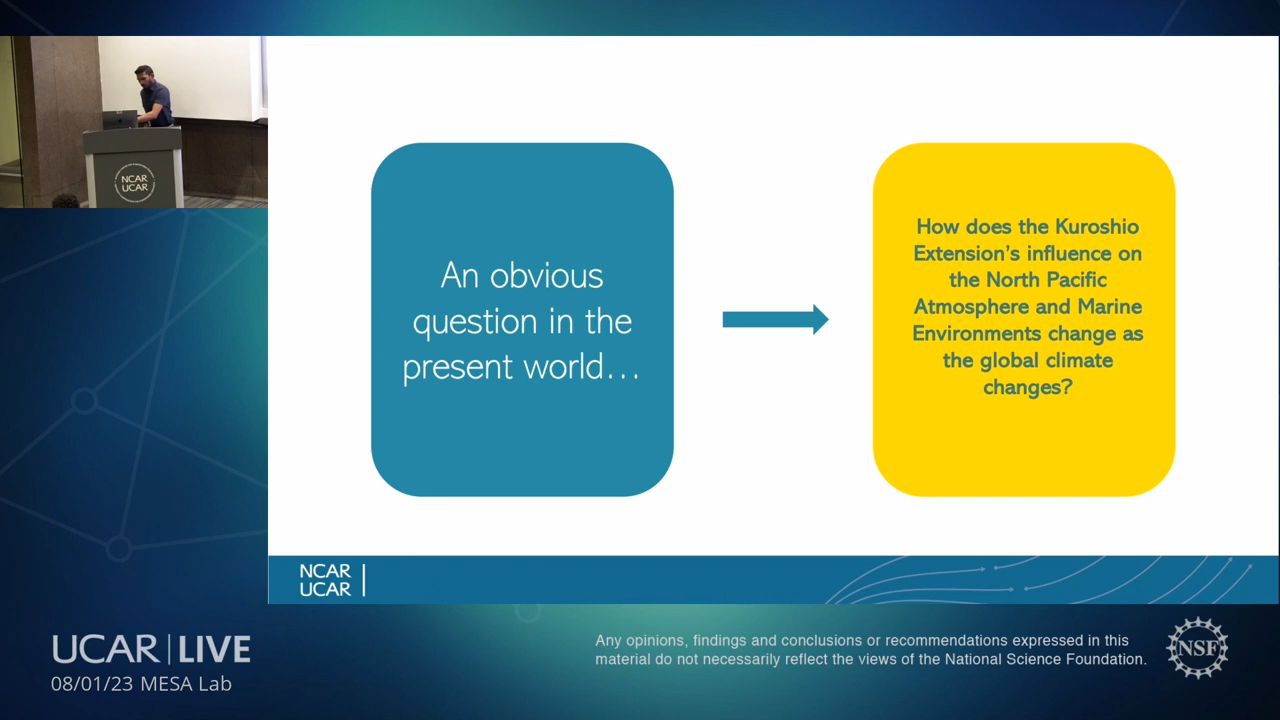 NCAR
UCAR
An obvious
question in the
present world...
How does the Kuroshio
Extension's influence on
the North Pacific
Atmosphere and Marine
Environments change as
the global climate
changes?
NCAR
UCAR
UCAR | LIVE
08/01/23 MESA Lab
Any opinions, findings and conclusions or recommendations expressed in this
material do not necessarily reflect the views of the National Science Foundation.
NSF